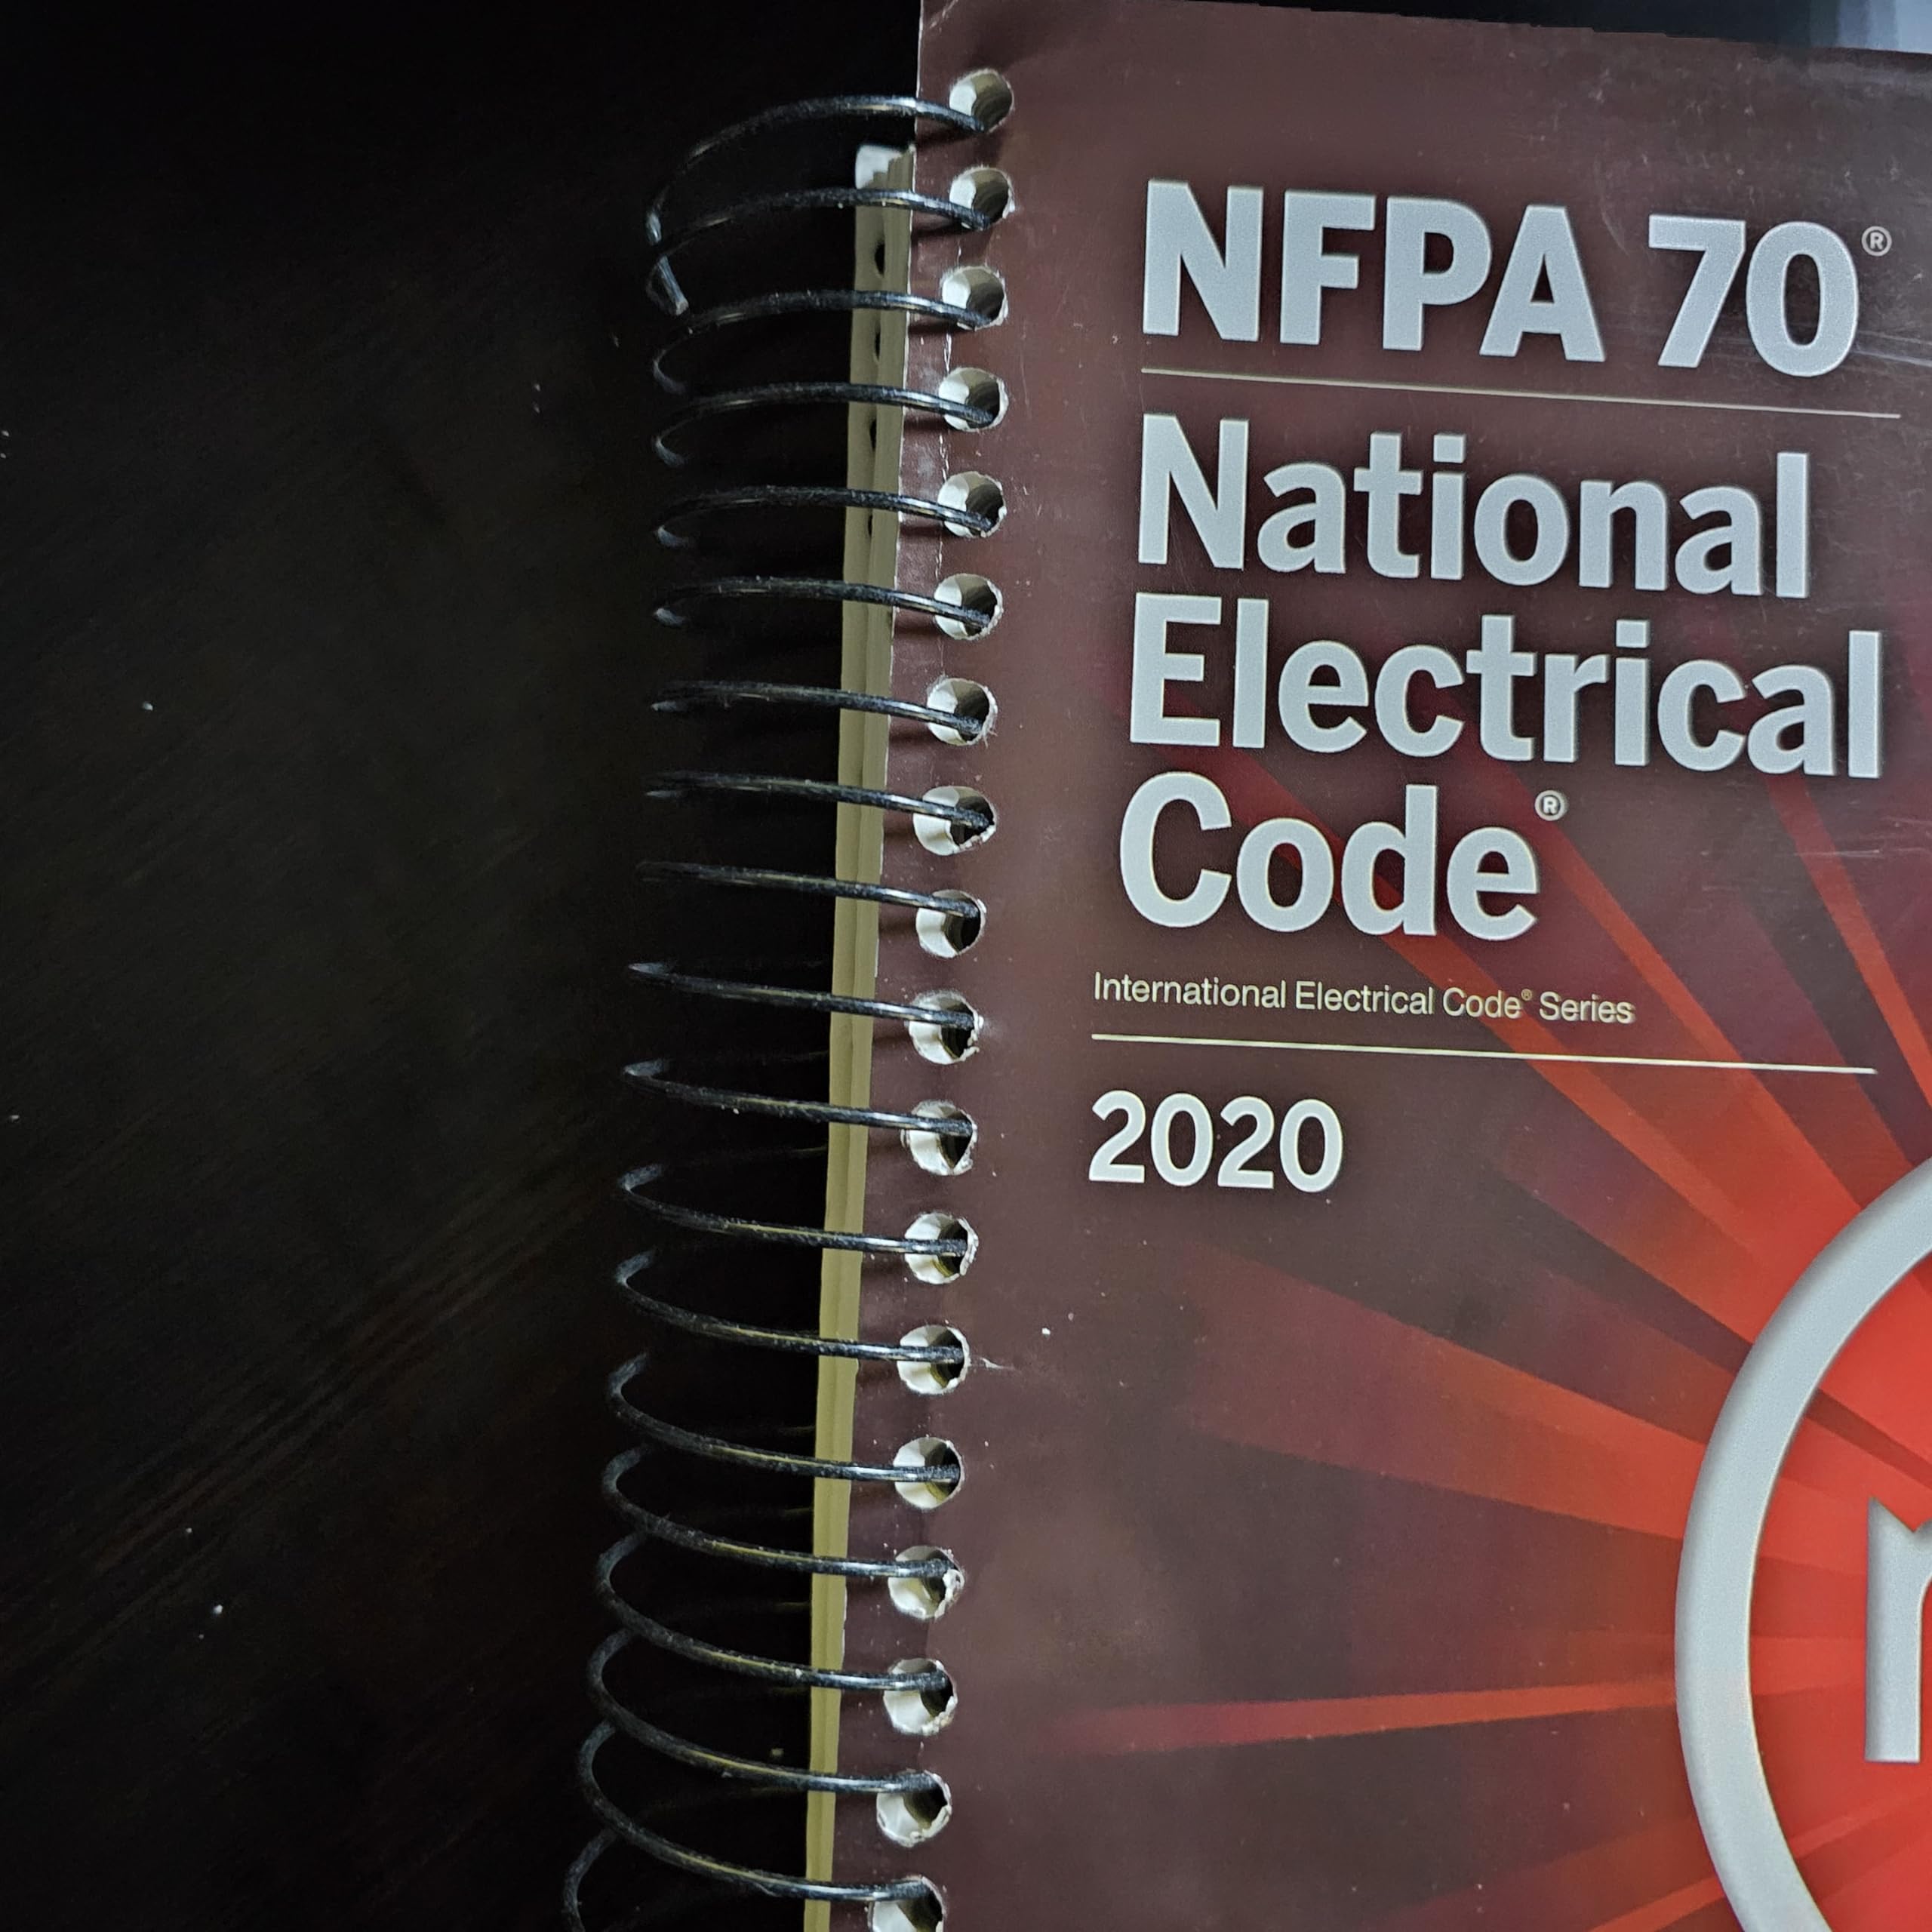 NFPA 70®
National
Electrical
Code®
International Electrical Code® Series
2020